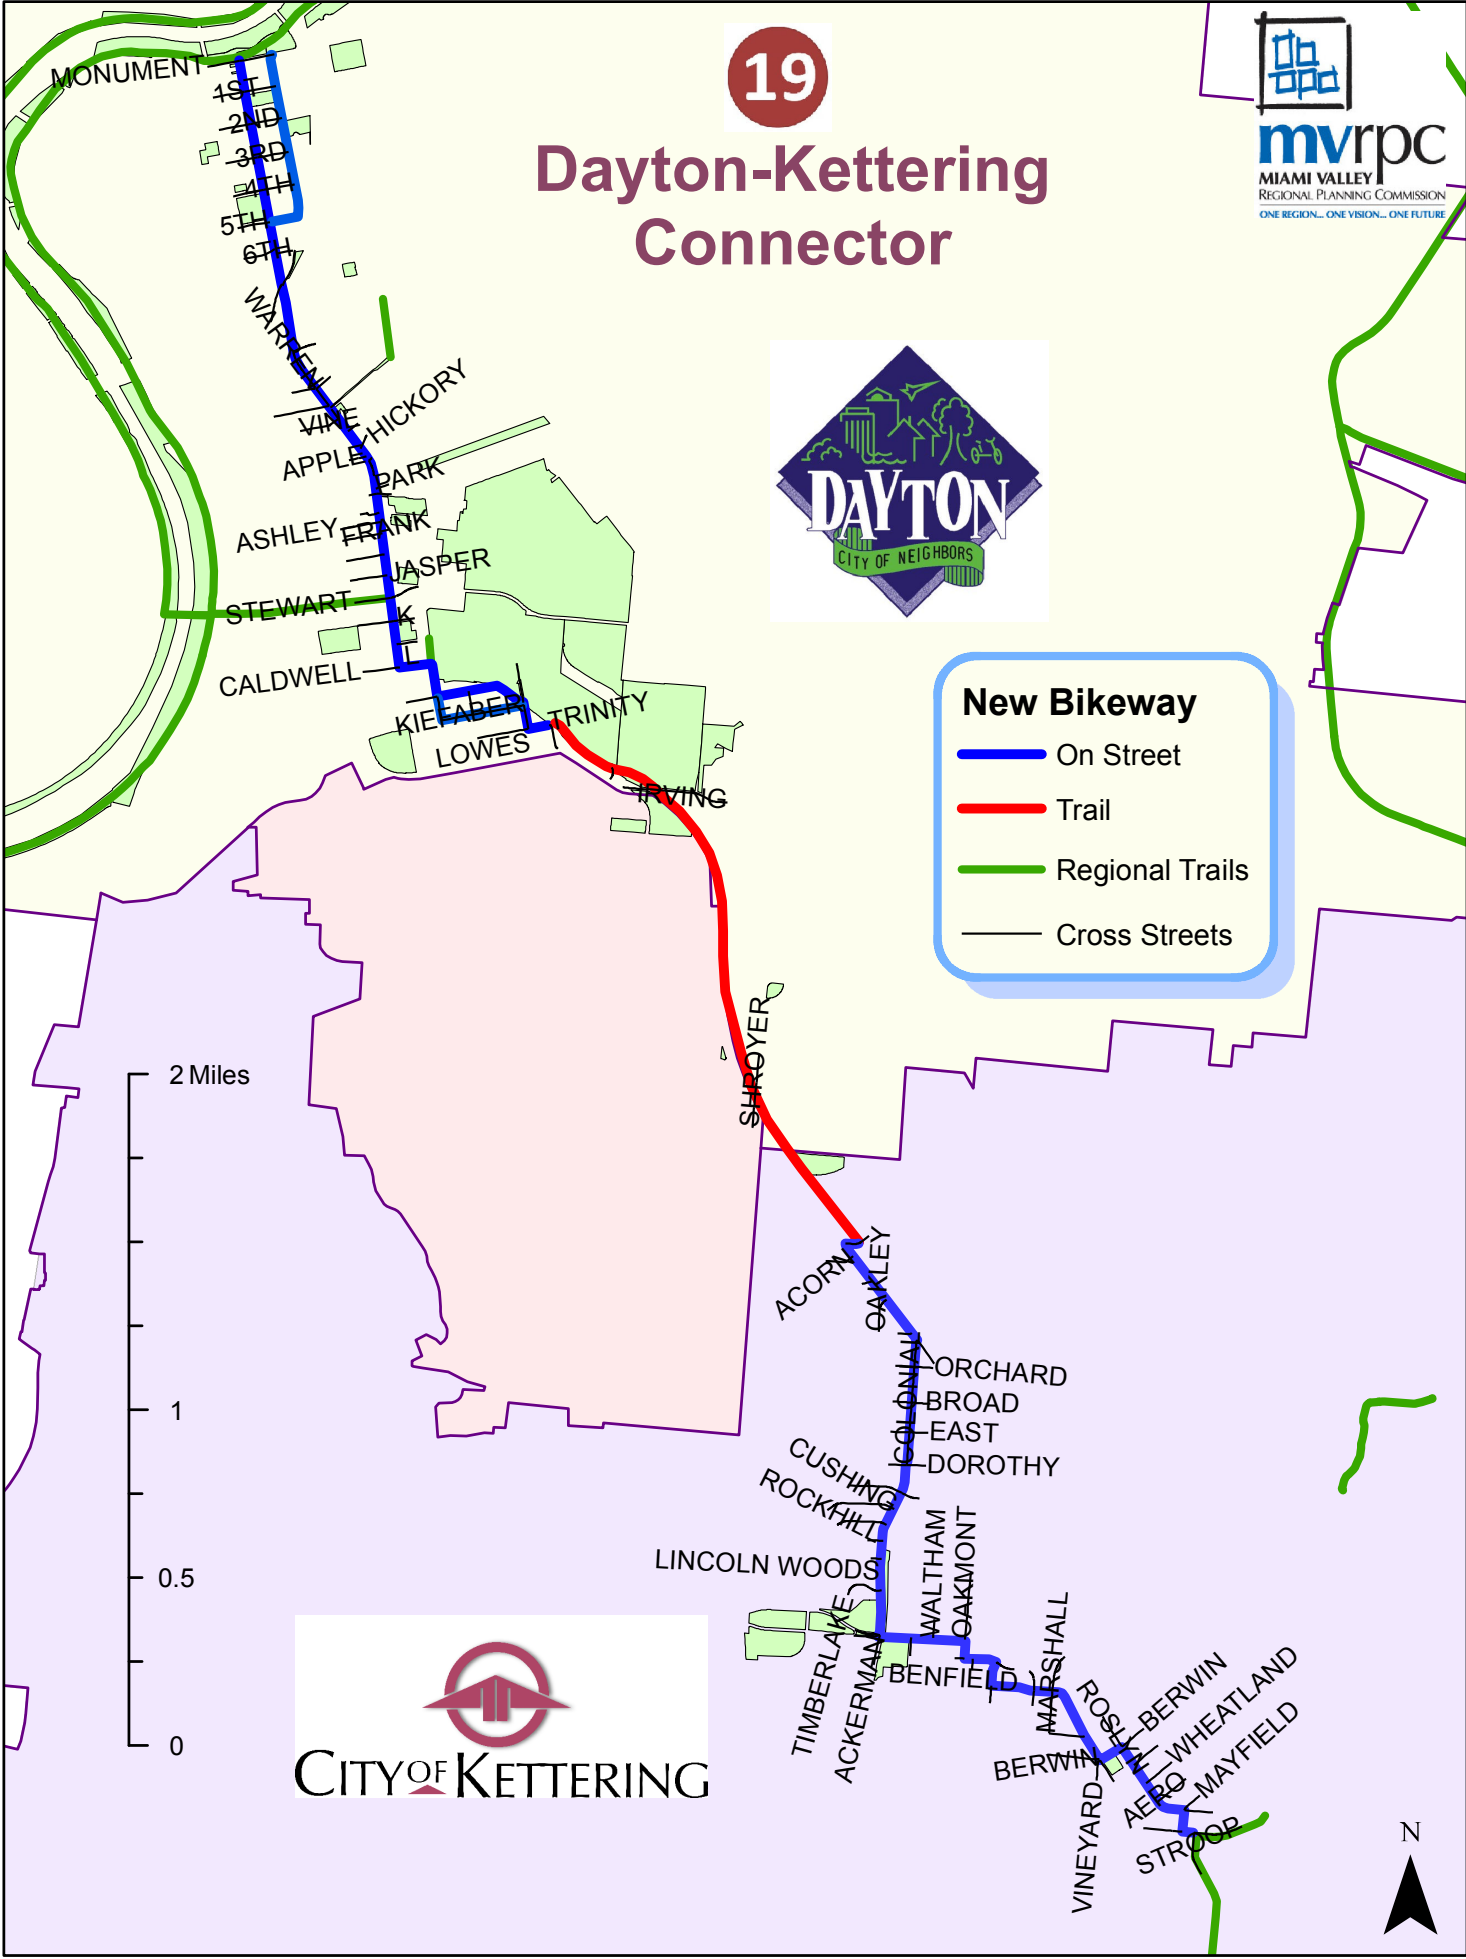 19
Dayton-Kettering
Connector
mvrpc
MIAMI VALLEY
REGIONAL PLANNING COMMISSION
ONE REGION... ONE VISION... ONE FUTURE
MONUMENT
1ST
2ND
3RD
4TH
5TH
6TH
WARREN
HICKORY
VINE
APPLE
PARK
ASHLEY
FRANK
JASPER
STEWART
K
L
CALDWELL
KIEFABER
TRINITY
LOWES
IRVING
DAYTON
CITY OF NEIGHBORS
New Bikeway
On Street
Trail
Regional Trails
Cross Streets
SHROYER
2 Miles
1
0.5
0
ACORN
OAKLEY
COLONIAL
ORCHARD
BROAD
EAST
DOROTHY
CUSHING
ROCKHILL
LINCOLN WOODS
WALTHAM
OAKMONT
TIMBERLAKE
ACKERMAN
BENFIELD
MARSHALL
ROSLYN
BERWIN
WHEATLAND
MAYFIELD
BERWIN
AERO
VINEYARD
STROOP
CITY OF KETTERING
N